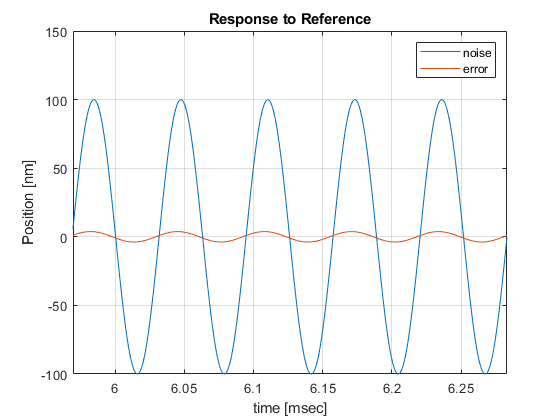 Response to Reference
150
100
50
0
-50
-100
Position [nm]
noise
error
6
6.05
6.1
6.15
6.2
6.25
time [msec]